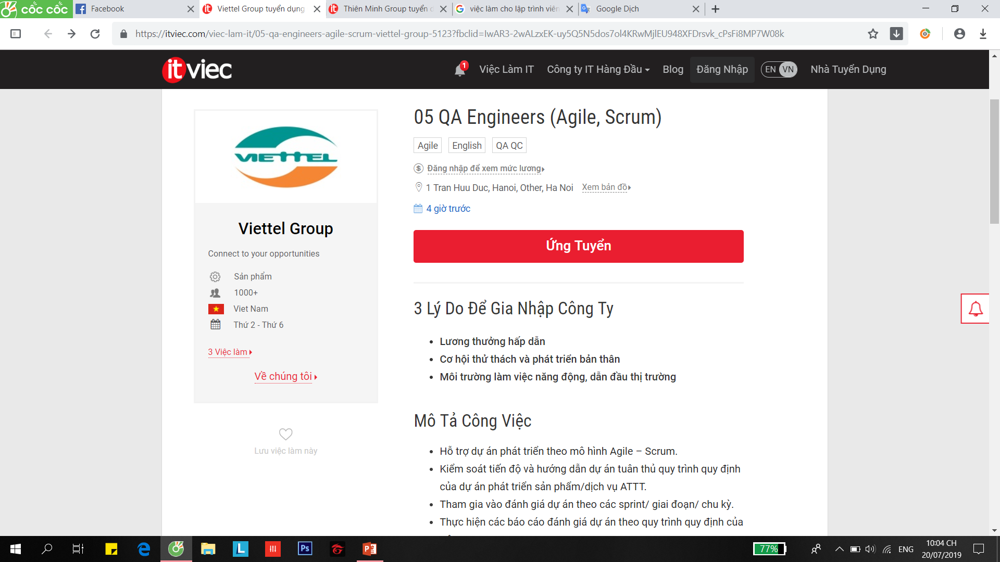 cốc cốc
Facebook
Viettel Group tuyển dụng
Thiên Minh Group tuyển d
việc làm cho lập trình viên
Google Dịch
https://itviec.com/viec-lam-it/05-qa-engineers-agile-scrum-viettel-group-5123?fbclid=IwAR3-2wALzxEK-uy5Q5N5dos7ol4KRwMjlEU948XFDrsvk_cPsFi8MP7W08k
itviec
1
Việc Làm IT
Công ty IT Hàng Đầu
Blog
Đăng Nhập
EN VN
Nhà Tuyển Dụng
VIETTEL
Viettel Group
Connect to your opportunities
Sản phẩm
1000+
Viet Nam
Thứ 2 - Thứ 6
3 Việc làm
Về chúng tôi
Lưu việc làm này
05 QA Engineers (Agile, Scrum)
Agile English QA QC
Đăng nhập để xem mức lương
1 Tran Huu Duc, Hanoi, Other, Ha Noi Xem bản đồ
4 giờ trước
Ứng Tuyển
3 Lý Do Để Gia Nhập Công Ty
• Lương thưởng hấp dẫn
• Cơ hội thử thách và phát triển bản thân
• Môi trường làm việc năng động, dẫn đầu thị trường
Mô Tả Công Việc
• Hỗ trợ dự án phát triển theo mô hình Agile – Scrum.
• Kiểm soát tiến độ và hướng dẫn dự án tuân thủ quy trình quy định
của dự án phát triển sản phẩm/dịch vụ ATTT.
• Tham gia vào đánh giá dự án theo các sprint/ giai đoạn/ chu kỳ.
• Thực hiện các báo cáo đánh giá dự án theo quy trình quy định của
L
Ps
P
77%
ENG
10:04 CH
20/07/2019